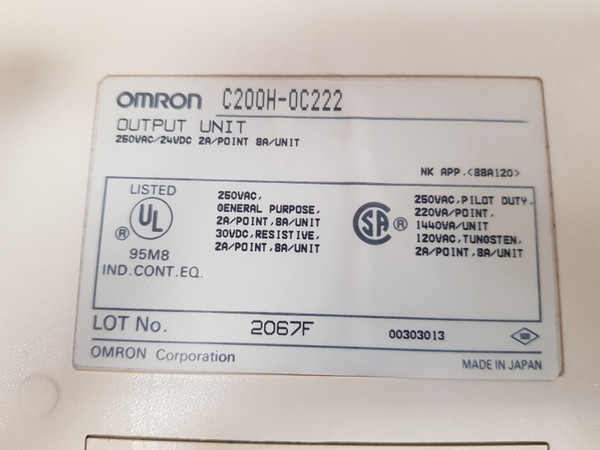 OMRON C200H-OC222
OUTPUT UNIT
250VAC/24VDC 2A/POINT 8A/UNIT
NK APP.<88A120>
LISTED
UL
®
95M8
IND.CONT.EQ.
250VAC,
GENERAL PURPOSE,
2A/POINT, 8A/UNIT
30VDC, RESISTIVE,
2A/POINT, 8A/UNIT
SA ®
250VAC, PILOT DUTY,
220VA/POINT,
1440VA/UNIT
120VAC, TUNGSTEN,
2A/POINT, 8A/UNIT
LOT No. 2067F 00303013
OMRON Corporation MADE IN JAPAN